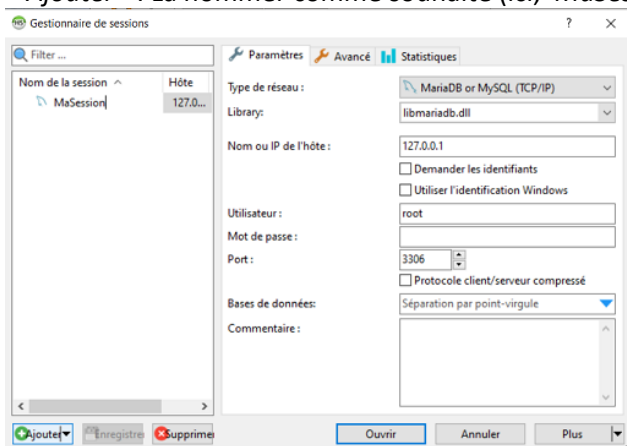 Gestionnaire de sessions
Filter ...
Nom de la session
Hôte
MaSession
127.0...
Paramètres
Avancé
Statistiques
Type de réseau :
MariaDB or MySQL (TCP/IP)
Library:
libmariadb.dll
Nom ou IP de l'hôte :
127.0.0.1
Demander les identifiants
Utiliser l'identification Windows
Utilisateur :
root
Mot de passe :
Port :
3306
Protocole client/serveur compressé
Bases de données:
Séparation par point-virgule
Commentaire :
Ajouter
Enregistre
Supprimer
Ouvrir
Annuler
Plus